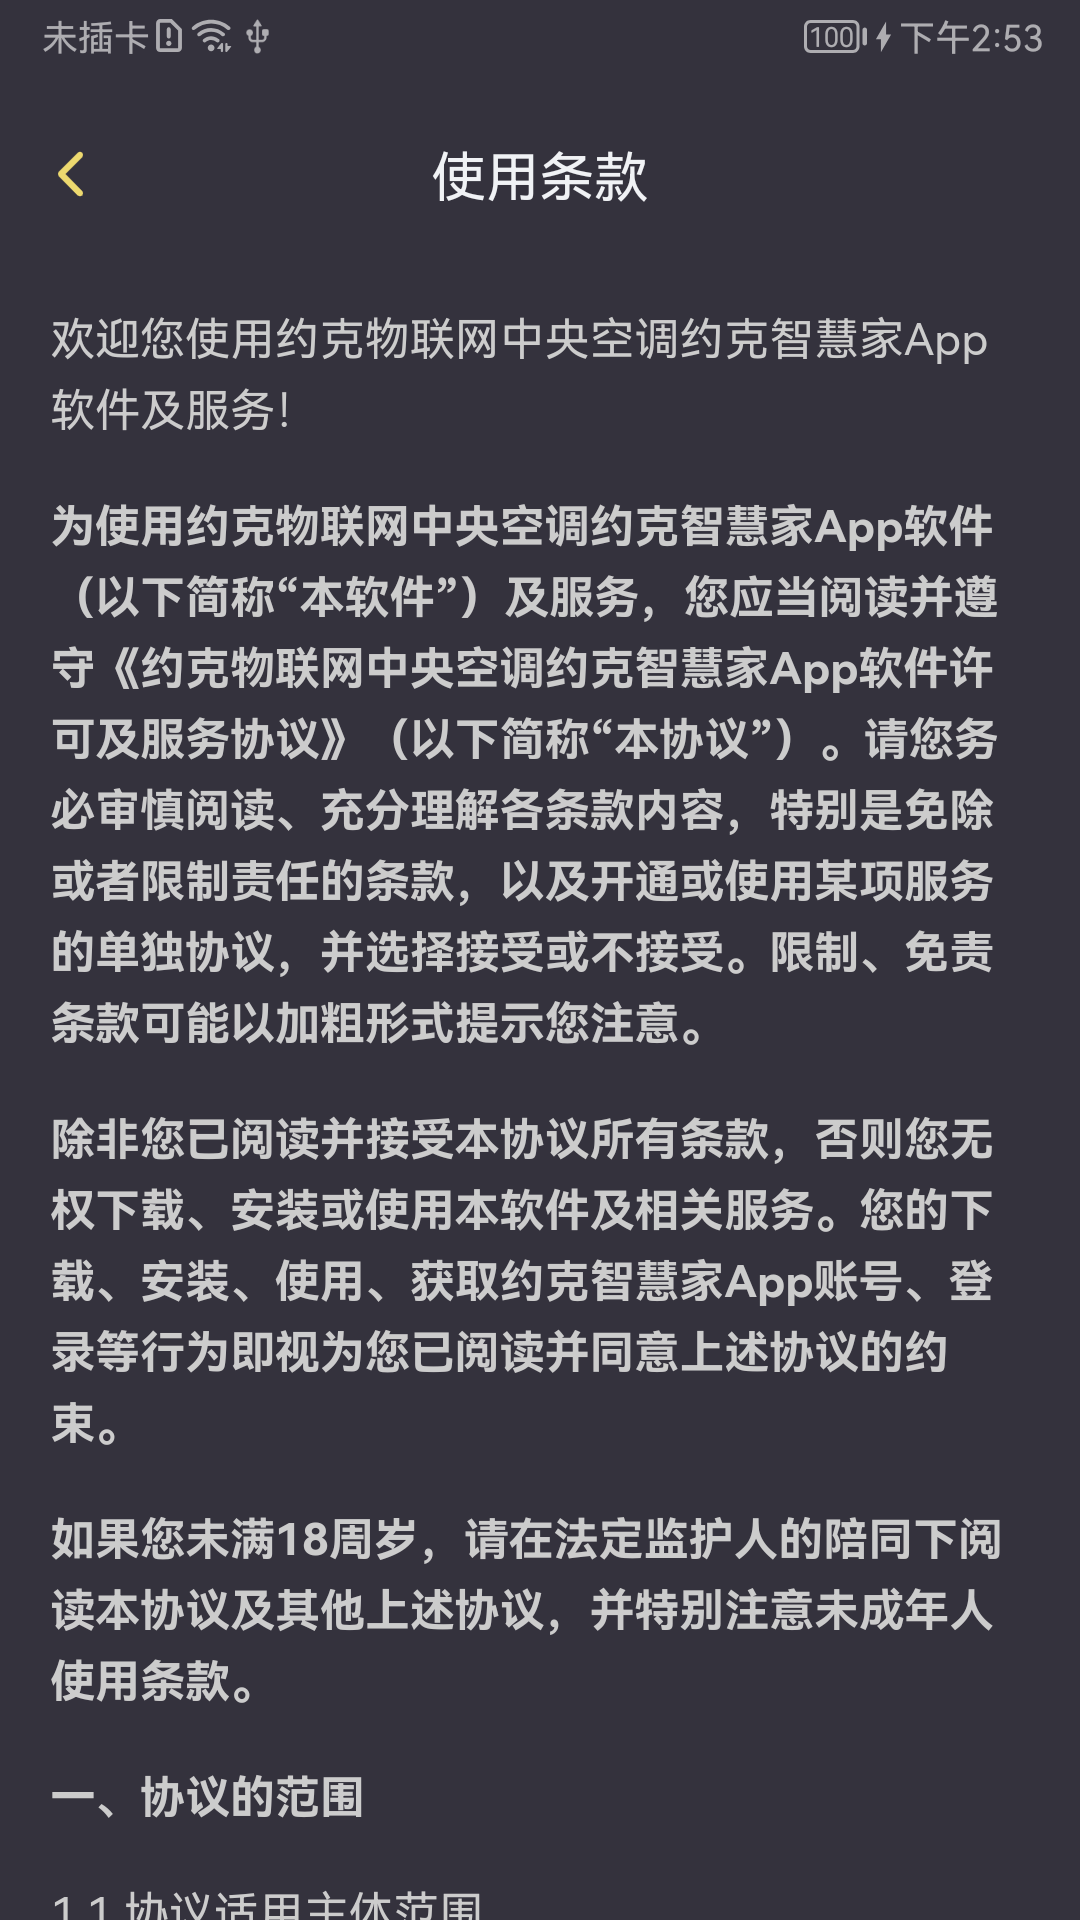 未插卡
100 下午2:53
使用条款
欢迎您使用约克物联网中央空调约克智慧家App
软件及服务！
为使用约克物联网中央空调约克智慧家App软件
（以下简称“本软件”）及服务，您应当阅读并遵
守《约克物联网中央空调约克智慧家App软件许
可及服务协议》（以下简称“本协议”）。请您务
必审慎阅读、充分理解各条款内容，特别是免除
或者限制责任的条款，以及开通或使用某项服务
的单独协议，并选择接受或不接受。限制、免责
条款可能以加粗形式提示您注意。
除非您已阅读并接受本协议所有条款，否则您无
权下载、安装或使用本软件及相关服务。您的下
载、安装、使用、获取约克智慧家App账号、登
录等行为即视为您已阅读并同意上述协议的约
束。
如果您未满18周岁，请在法定监护人的陪同下阅
读本协议及其他上述协议，并特别注意未成年人
使用条款。
一、协议的范围
1.1 协议适用主体范围